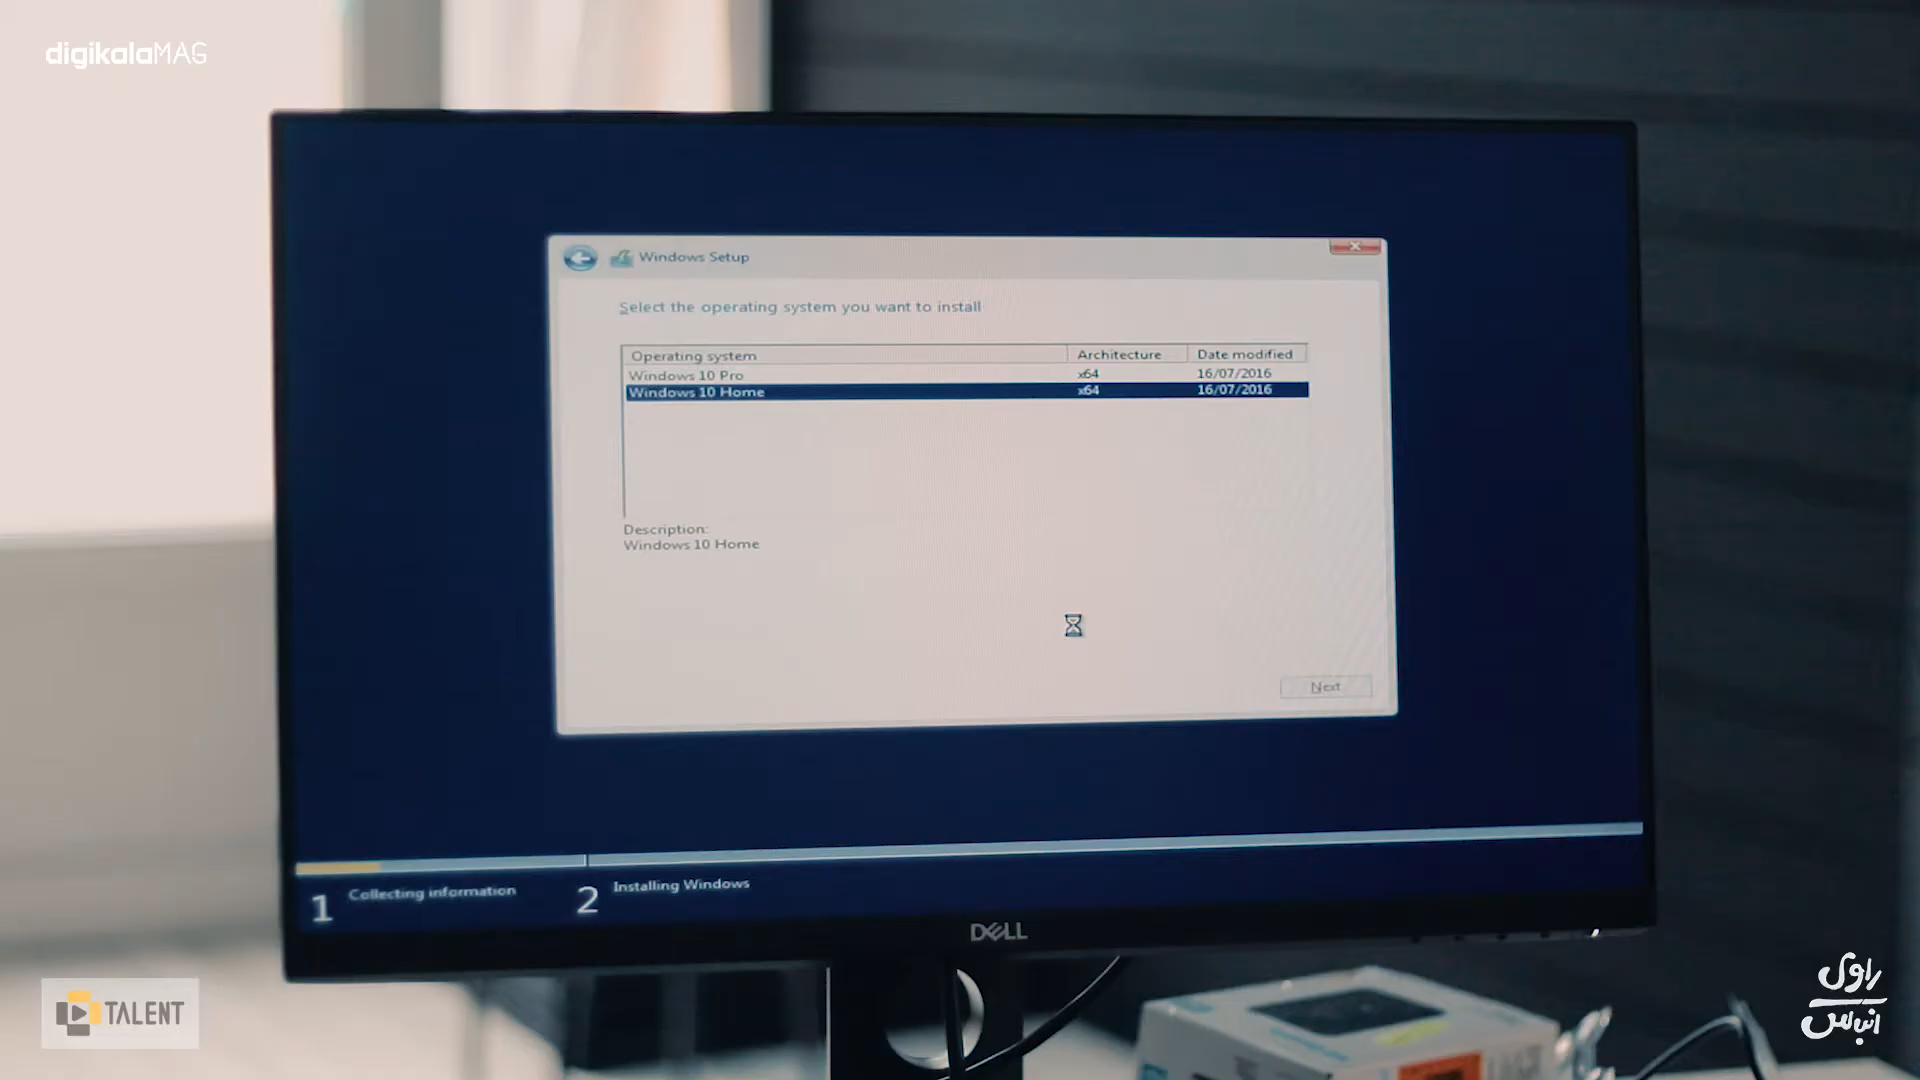 digikalaMAG
Windows Setup
Select the operating system you want to install
Operating system Architecture Date modified
Windows 10 Pro x64 16/07/2016
Windows 10 Home x64 16/07/2016
Description:
Windows 10 Home
Next
1 Collecting information 2 Installing Windows
DELL
TALENT
راوی